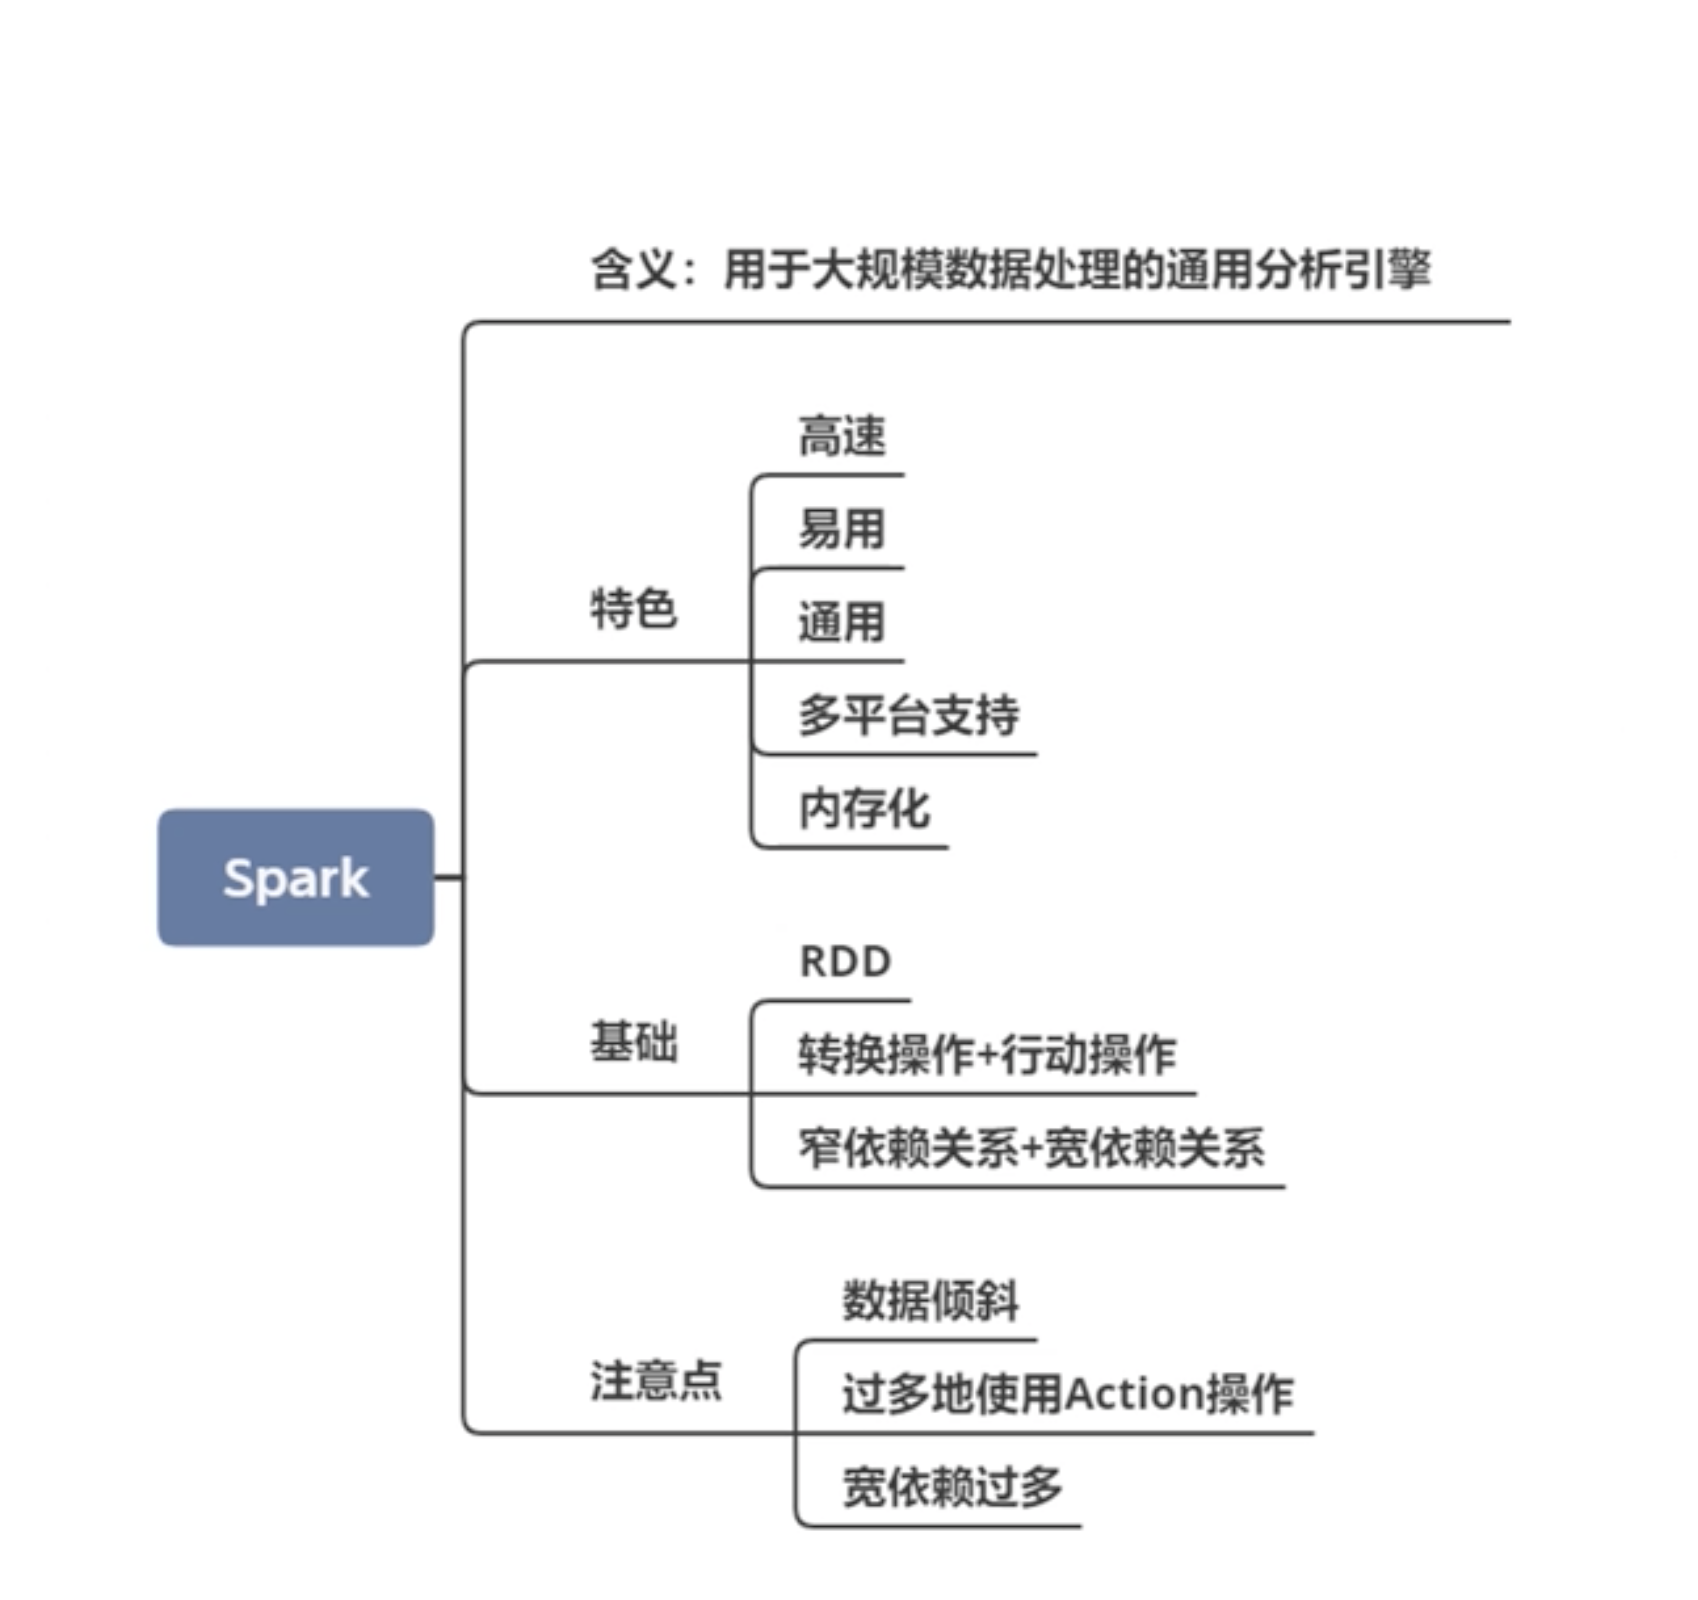 含义：用于大规模数据处理的通用分析引擎
高速
易用
特色
通用
多平台支持
内存化
Spark
RDD
基础
转换操作+行动操作
窄依赖关系+宽依赖关系
数据倾斜
注意点
过多地使用Action操作
宽依赖过多